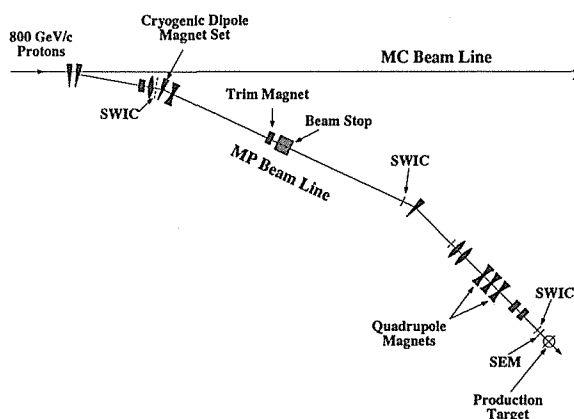 Cryogenic Dipole
Magnet Set
800 GeV/c
Protons
MC Beam Line
SWIC
Trim Magnet
Beam Stop
MP Beam Line
SWIC
SWIC
Quadrupole
Magnets
SEM
Production
Target